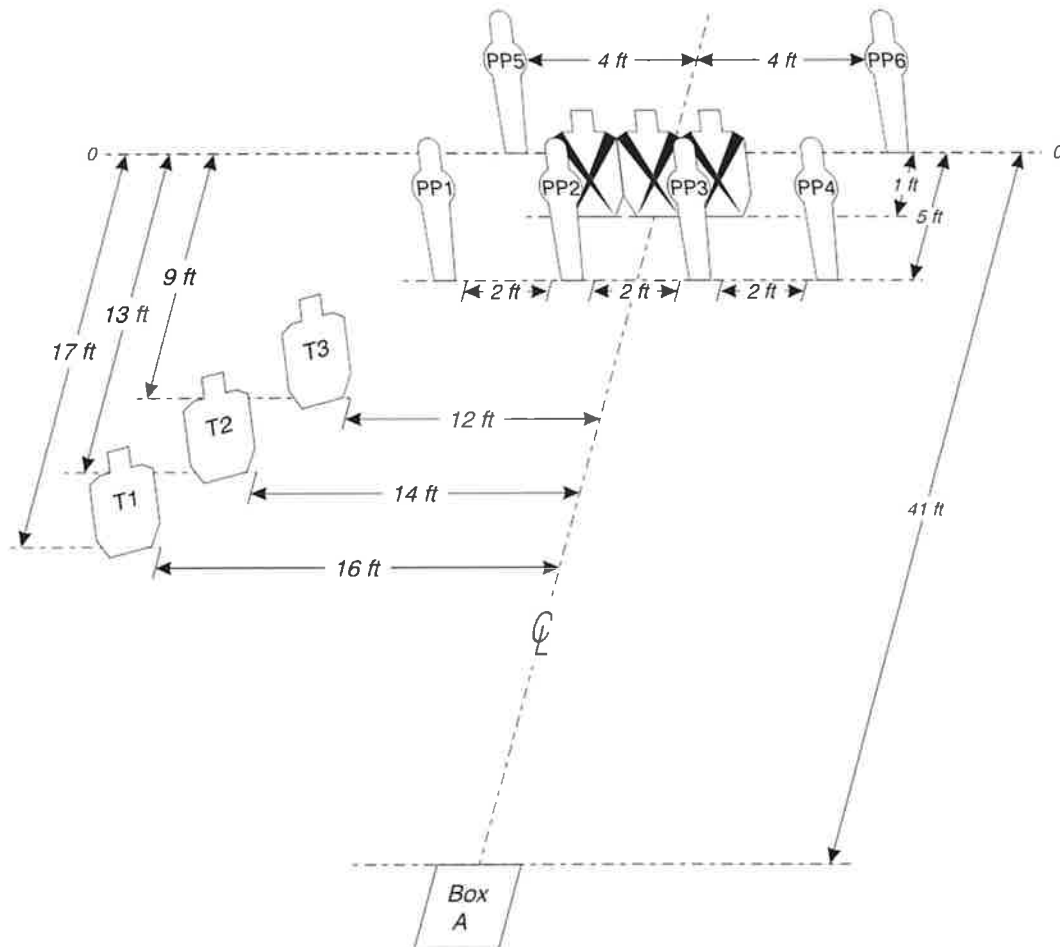 PP5 4 ft 4 ft PP6
0 0
PP1 PP2 PP3 PP4 1 ft
5 ft
9 ft
2 ft 2 ft 2 ft
13 ft
17 ft T3
T2 12 ft
T1 14 ft 41 ft
16 ft
CL
Box
A